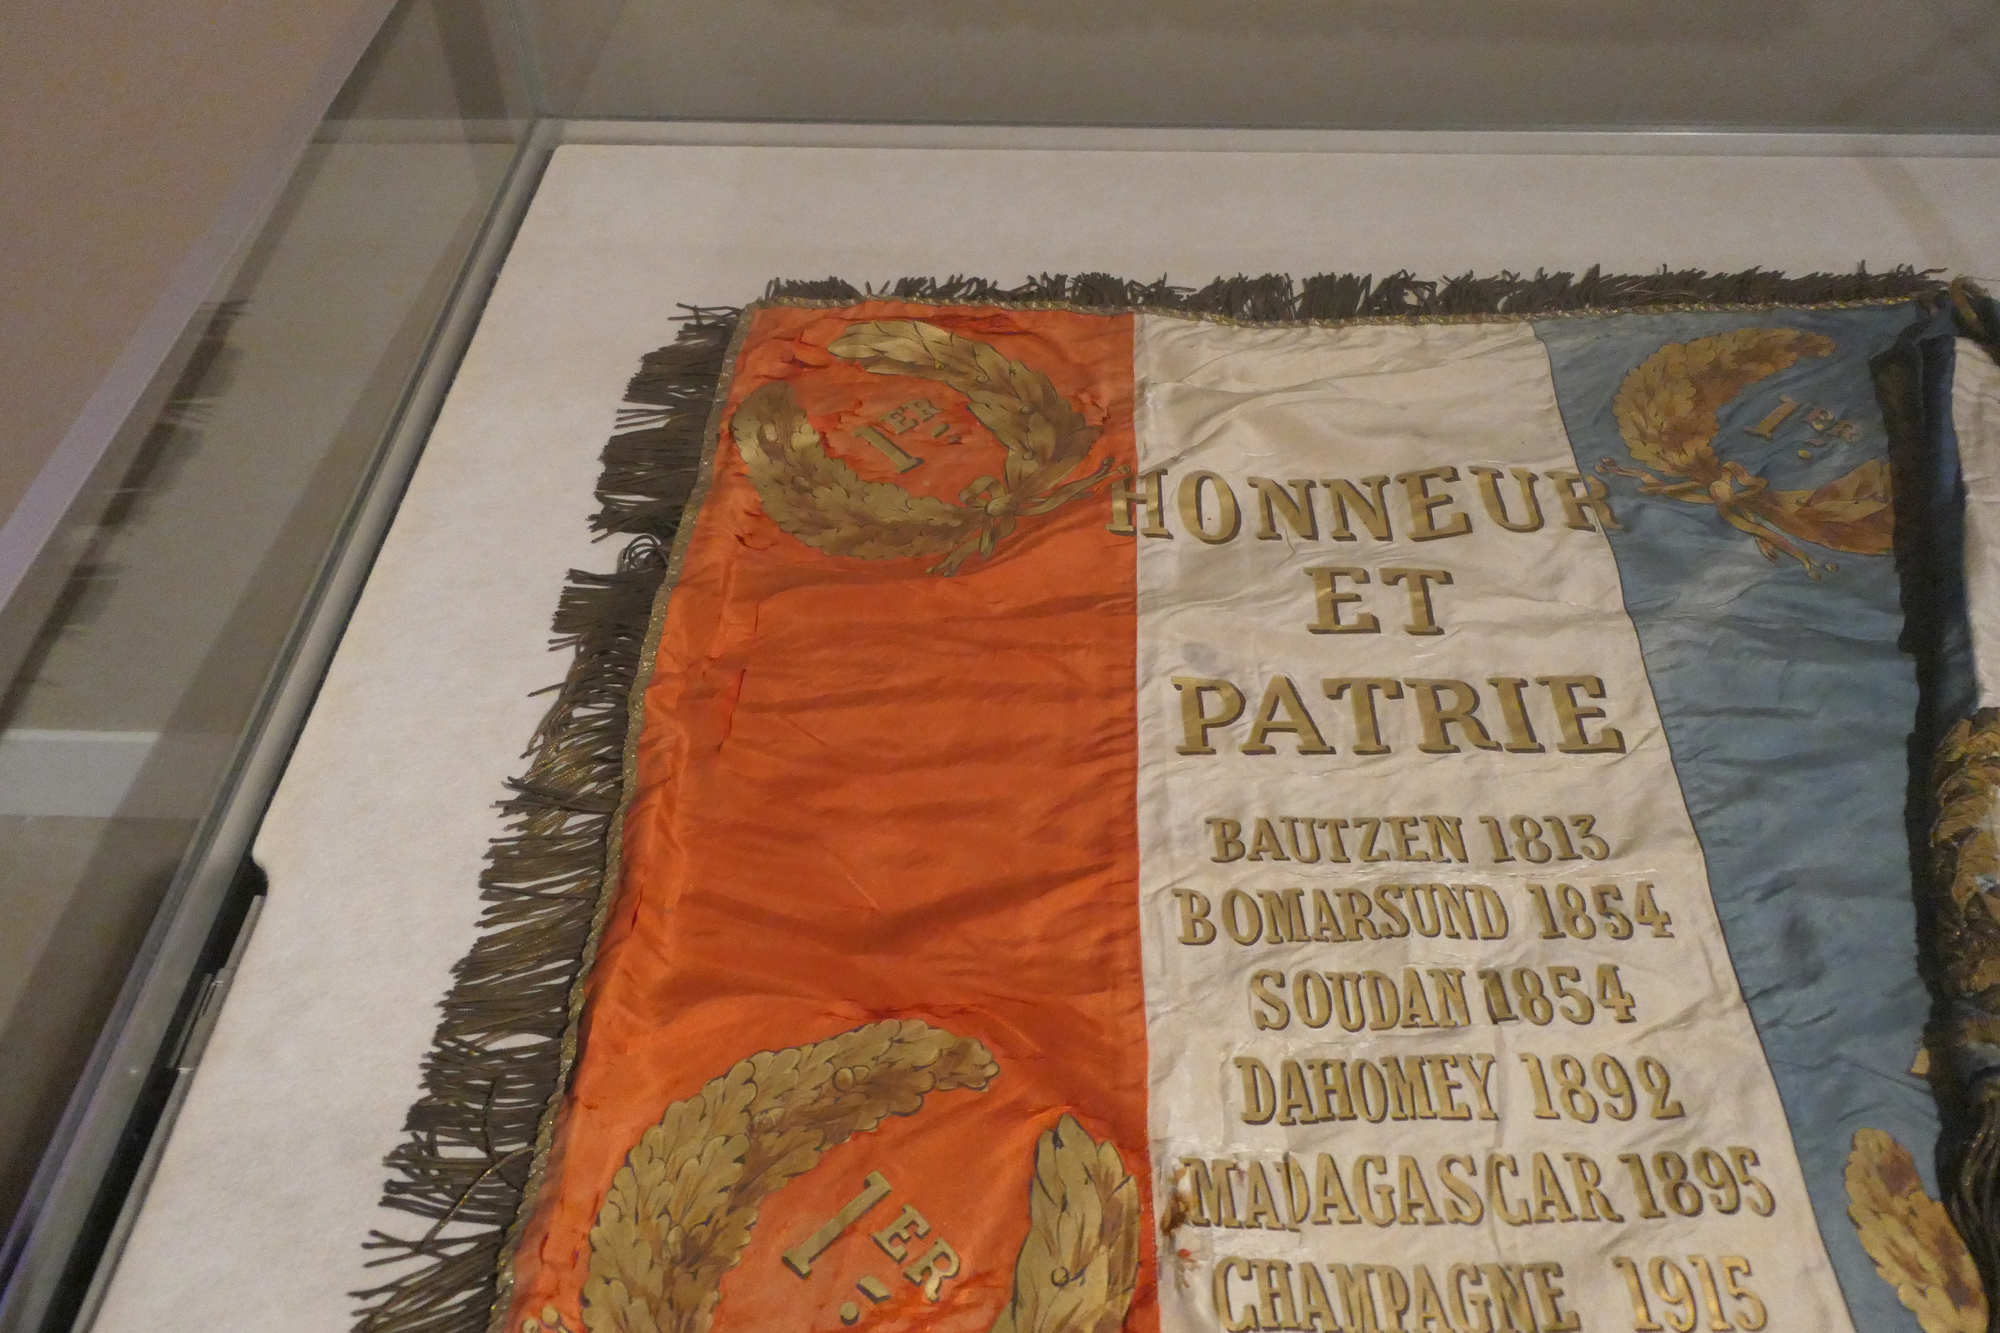 1ER
1ER
HONNEUR
ET
PATRIE
BAUTZEN 1813
BOMARSUND 1854
SOUDAN 1854
DAHOMEY 1892
MADAGASCAR 1895
1ER
CHAMPAGNE 1915